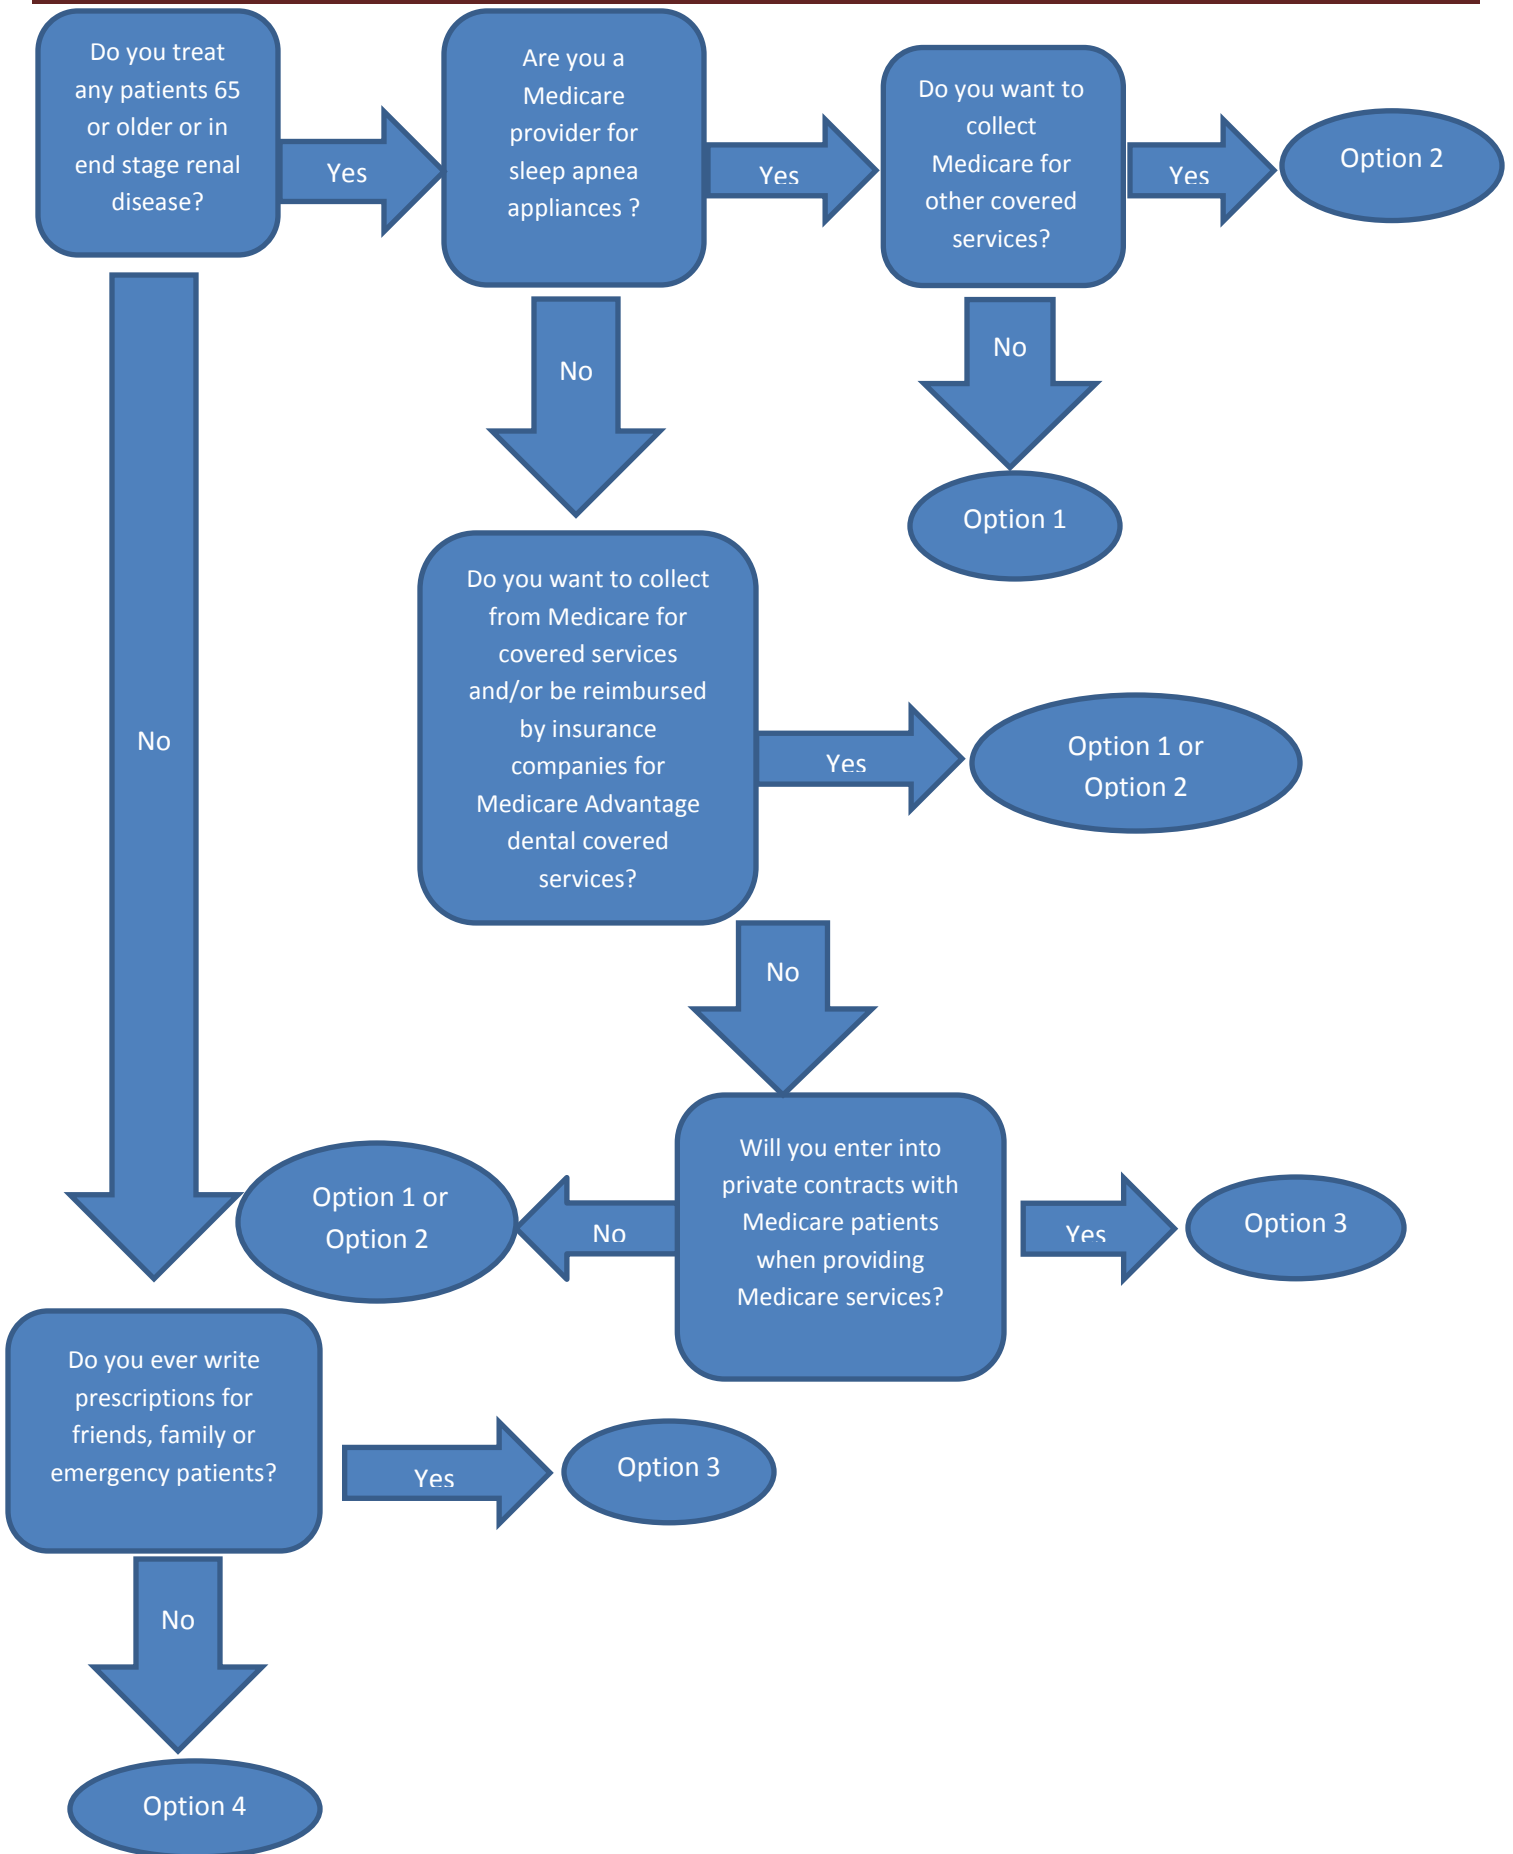 Do you treat
any patients 65
or older or in
end stage renal
disease?
Yes
Are you a
Medicare
provider for
sleep apnea
appliances ?
Yes
Do you want to
collect
Medicare for
other covered
services?
Yes
Option 2
No
Option 1
No
Do you want to collect
from Medicare for
covered services
and/or be reimbursed
by insurance
companies for
Medicare Advantage
dental covered
services?
Yes
Option 1 or
Option 2
No
Will you enter into
private contracts with
Medicare patients
when providing
Medicare services?
Yes
Option 3
No
Option 1 or
Option 2
No
Do you ever write
prescriptions for
friends, family or
emergency patients?
Yes
Option 3
No
Option 4